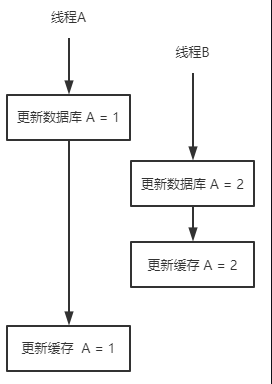 线程A
线程B
更新数据库 A = 1
更新数据库 A = 2
更新缓存 A = 2
更新缓存 A = 1